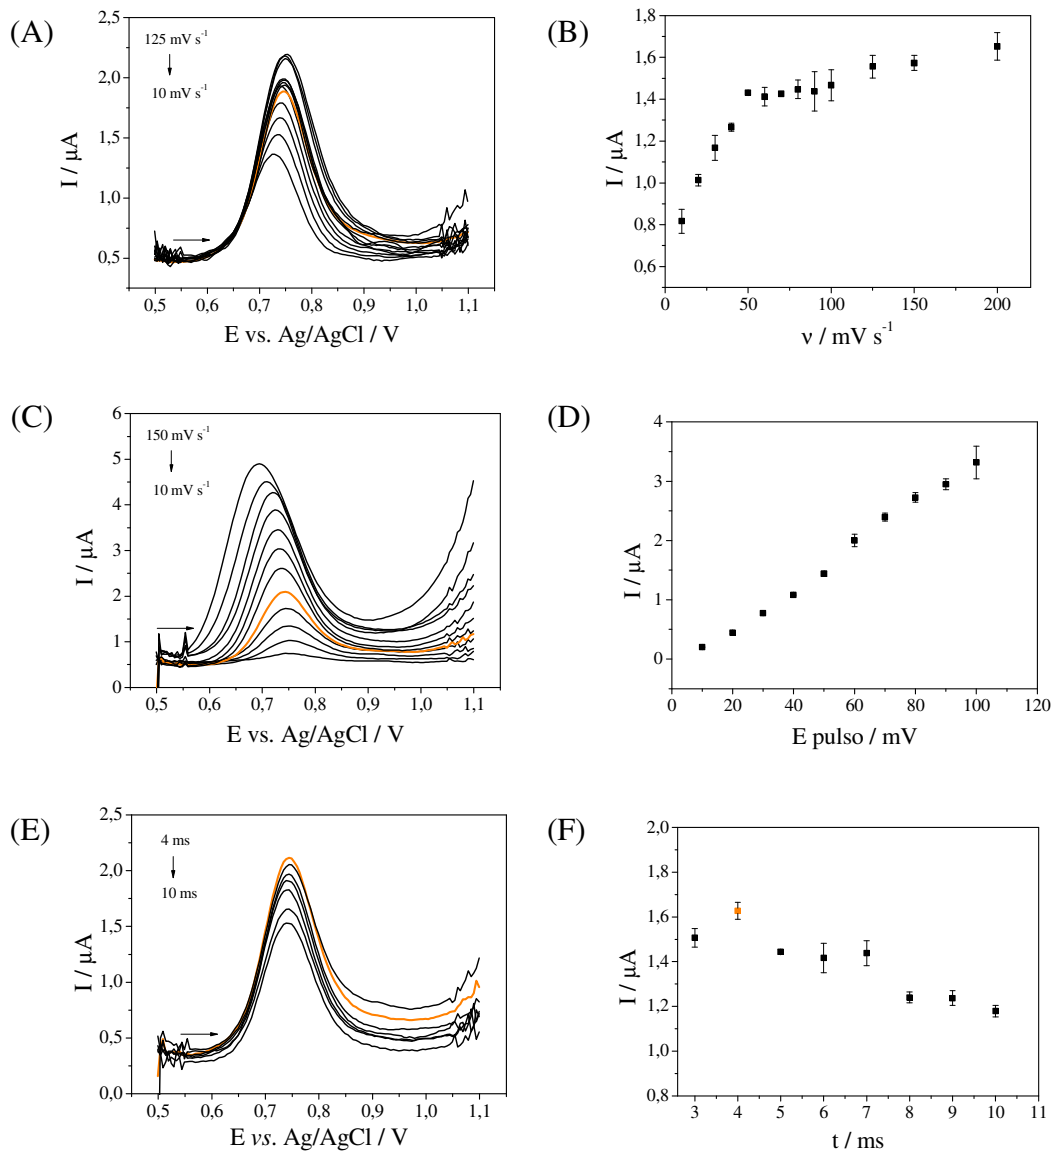 (A)
125 mV s⁻¹
10 mV s⁻¹
2,5
2,0
1,5
1,0
0,5
I / µA
0,5 0,6 0,7 0,8 0,9 1,0 1,1
E vs. Ag/AgCl / V
(B)
1,8
1,6
1,4
1,2
1,0
0,8
0,6
I / µA
0 50 100 150 200
ν / mV s⁻¹
(C)
150 mV s⁻¹
10 mV s⁻¹
6
5
4
3
2
1
0
I / µA
0,5 0,6 0,7 0,8 0,9 1,0 1,1
E vs. Ag/AgCl / V
(D)
4
3
2
1
0
I / µA
0 20 40 60 80 100 120
E pulso / mV
(E)
4 ms
10 ms
2,5
2,0
1,5
1,0
0,5
0,0
I / µA
0,5 0,6 0,7 0,8 0,9 1,0 1,1
E vs. Ag/AgCl / V
(F)
2,0
1,8
1,6
1,4
1,2
1,0
0,8
I / µA
3 4 5 6 7 8 9 10 11
t / ms